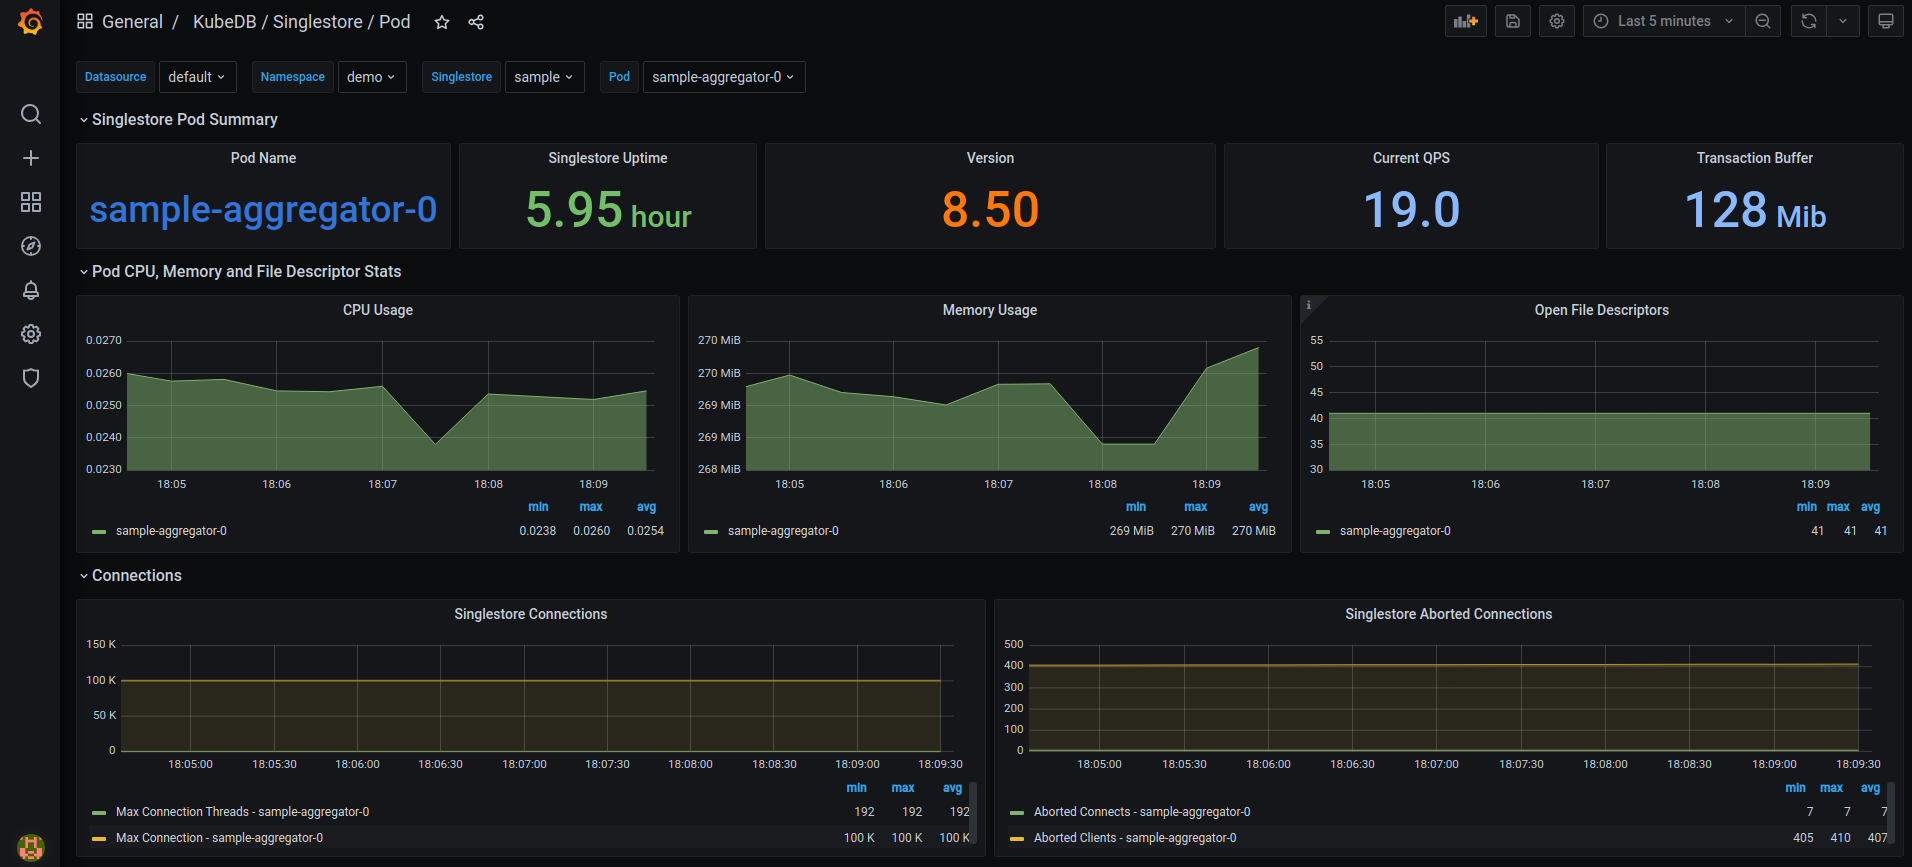 General / KubeDB / Singlestore / Pod
Last 5 minutes
Datasource default Namespace demo Singlestore sample Pod sample-aggregator-0
Singlestore Pod Summary
Pod Name
sample-aggregator-0
Singlestore Uptime
5.95 hour
Version
8.50
Current QPS
19.0
Transaction Buffer
128 Mib
Pod CPU, Memory and File Descriptor Stats
CPU Usage
0.0270
0.0260
0.0250
0.0240
0.0230
18:05 18:06 18:07 18:08 18:09
min max avg
sample-aggregator-0 0.0238 0.0260 0.0254
Memory Usage
270 MiB
270 MiB
269 MiB
269 MiB
268 MiB
18:05 18:06 18:07 18:08 18:09
min max avg
sample-aggregator-0 269 MiB 270 MiB 270 MiB
i
Open File Descriptors
55
50
45
40
35
30
18:05 18:06 18:07 18:08 18:09
min max avg
sample-aggregator-0 41 41 41
Connections
Singlestore Connections
150 K
100 K
50 K
0
18:05:00 18:05:30 18:06:00 18:06:30 18:07:00 18:07:30 18:08:00 18:08:30 18:09:00 18:09:30
min max avg
Max Connection Threads - sample-aggregator-0 192 192 192
Max Connection - sample-aggregator-0 100 K 100 K 100 K
Singlestore Aborted Connections
500
400
300
200
100
0
18:05:00 18:05:30 18:06:00 18:06:30 18:07:00 18:07:30 18:08:00 18:08:30 18:09:00 18:09:30
min max avg
Aborted Connects - sample-aggregator-0 7 7 7
Aborted Clients - sample-aggregator-0 405 410 407